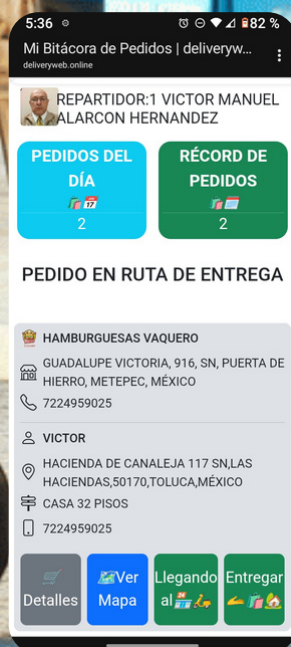 5:36
82 %
Mi Bitácora de Pedidos | deliveryw...
deliveryweb.online
REPARTIDOR:1 VICTOR MANUEL
ALARCON HERNANDEZ
PEDIDOS DEL
DÍA
2
RÉCORD DE
PEDIDOS
2
PEDIDO EN RUTA DE ENTREGA
HAMBURGUESAS VAQUERO
GUADALUPE VICTORIA, 916, SN, PUERTA DE
HIERRO, METEPEC, MÉXICO
7224959025
VICTOR
HACIENDA DE CANALEJA 117 SN,LAS
HACIENDAS,50170,TOLUCA,MÉXICO
CASA 32 PISOS
7224959025
Detalles
Ver
Mapa
Llegando
al
Entregar